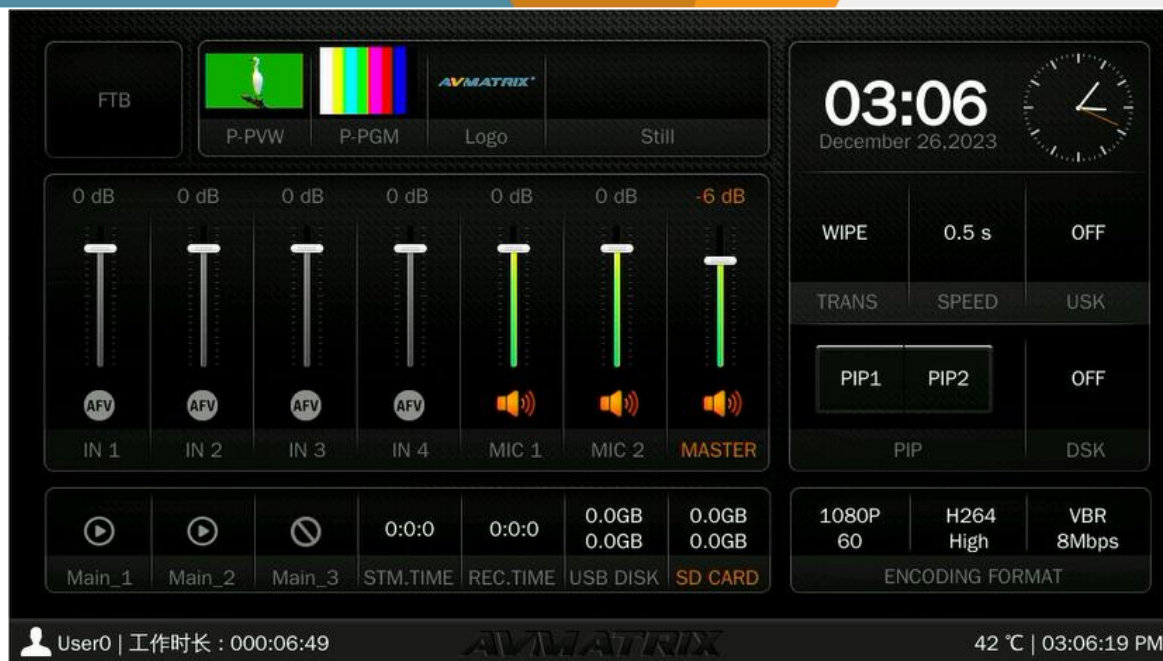 FTB
AVMATRIX
P-PVW P-PGM Logo Still
03:06
December 26,2023
0 dB 0 dB 0 dB 0 dB 0 dB 0 dB -6 dB
WIPE 0.5 s OFF
TRANS SPEED USK
AFV AFV AFV AFV
PIP1 PIP2 OFF
IN 1 IN 2 IN 3 IN 4 MIC 1 MIC 2 MASTER
PIP DSK
0:0:0 0:0:0
0.0GB 0.0GB
0.0GB 0.0GB
Main_1 Main_2 Main_3 STM.TIME REC.TIME USB DISK SD CARD
1080P H264 VBR
60 High 8Mbps
ENCODING FORMAT
User0 | 工作时长 : 000:06:49
AVMATRIX
42 ℃ | 03:06:19 PM